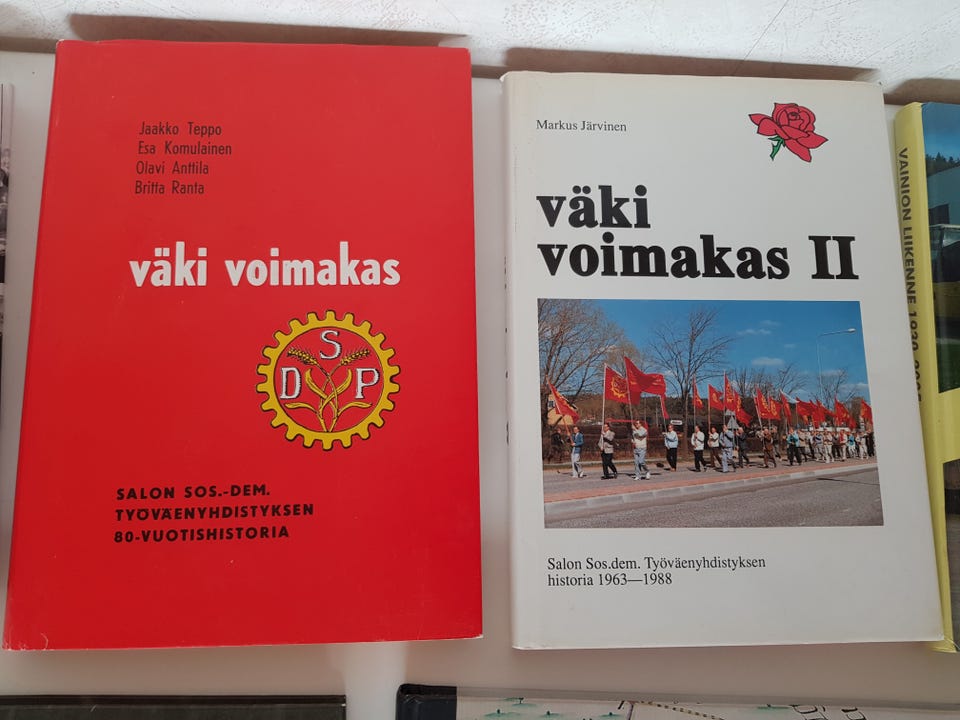 Jaakko Teppo
Esa Komulainen
Olavi Anttila
Britta Ranta
väki voimakas
S
D P
SALON SOS.-DEM.
TYÖVÄENYHDISTYKSEN
80-VUOTISHISTORIA
Markus Järvinen
väki
voimakas II
Salon Sos.dem. Työväenyhdistyksen
historia 1963—1988
VAINION LIIKENNE